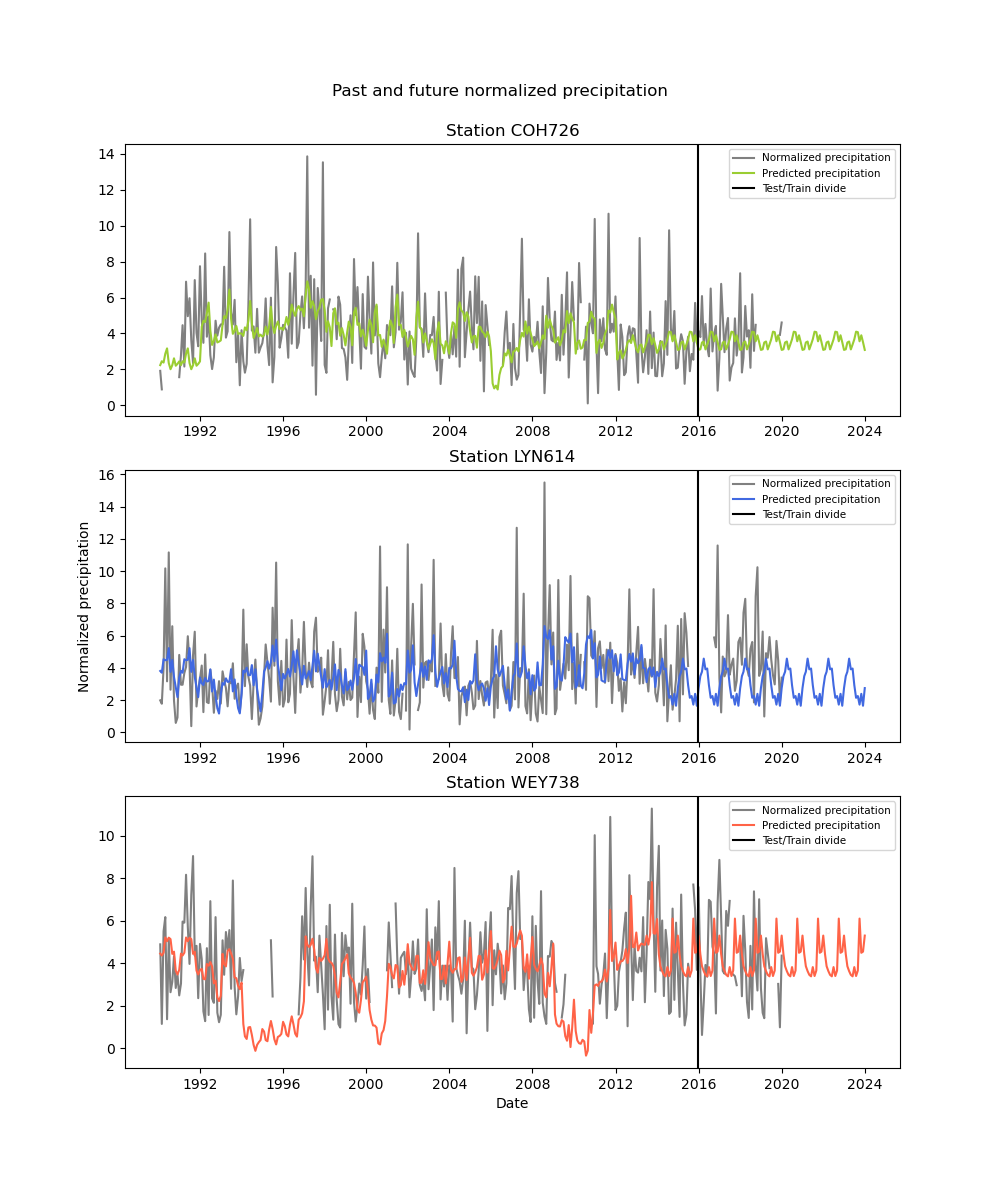 Past and future normalized precipitation
Station COH726
14
12
10
8
6
4
2
0
Normalized precipitation
Predicted precipitation
Test/Train divide
1992 1996 2000 2004 2008 2012 2016 2020 2024
Station LYN614
16
14
12
10
8
6
4
2
0
Normalized precipitation
Normalized precipitation
Predicted precipitation
Test/Train divide
1992 1996 2000 2004 2008 2012 2016 2020 2024
Station WEY738
10
8
6
4
2
0
Normalized precipitation
Predicted precipitation
Test/Train divide
1992 1996 2000 2004 2008 2012 2016 2020 2024
Date